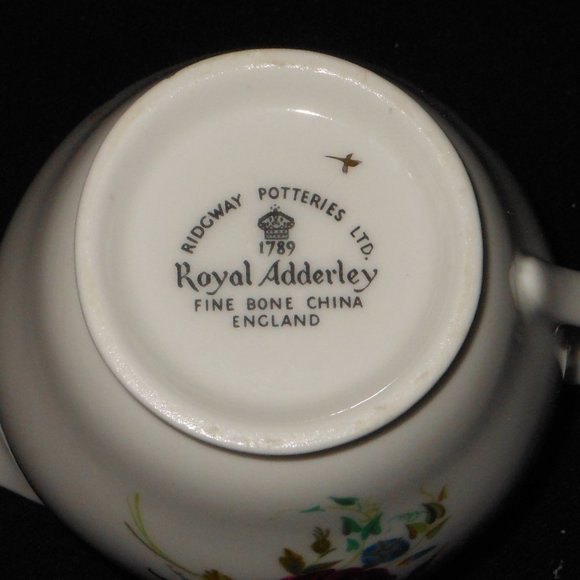 RIDGWAY POTTERIES LTD.
1789
Royal Adderley
FINE BONE CHINA
ENGLAND